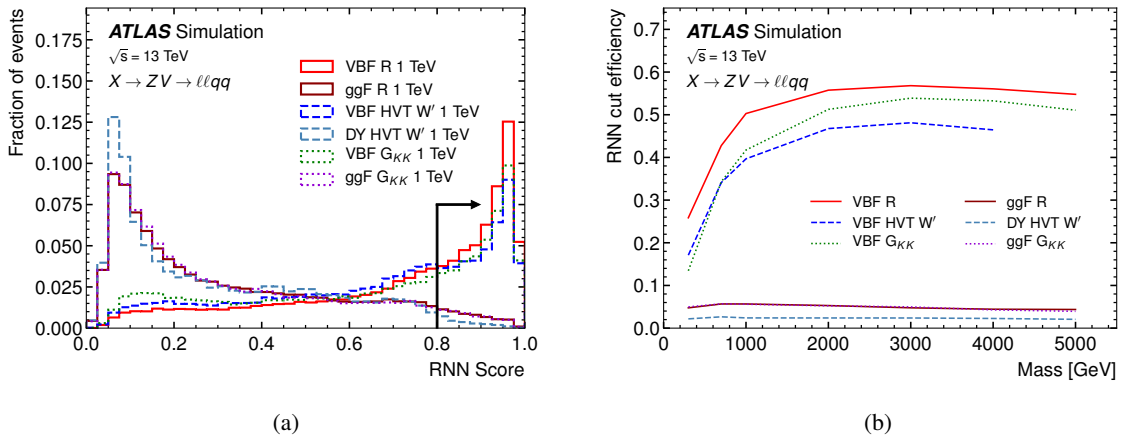 Fraction of events
0.175
0.150
0.125
0.100
0.075
0.050
0.025
0.000
ATLAS Simulation
√s = 13 TeV
X → ZV → ℓℓqq
VBF R 1 TeV
ggF R 1 TeV
VBF HVT W′ 1 TeV
DY HVT W′ 1 TeV
VBF G_KK 1 TeV
ggF G_KK 1 TeV
0.0 0.2 0.4 0.6 0.8 1.0
RNN Score
(a)
RNN cut efficiency
0.7
0.6
0.5
0.4
0.3
0.2
0.1
0.0
ATLAS Simulation
√s = 13 TeV
X → ZV → ℓℓqq
VBF R
VBF HVT W′
VBF G_KK
ggF R
DY HVT W′
ggF G_KK
1000 2000 3000 4000 5000
Mass [GeV]
(b)